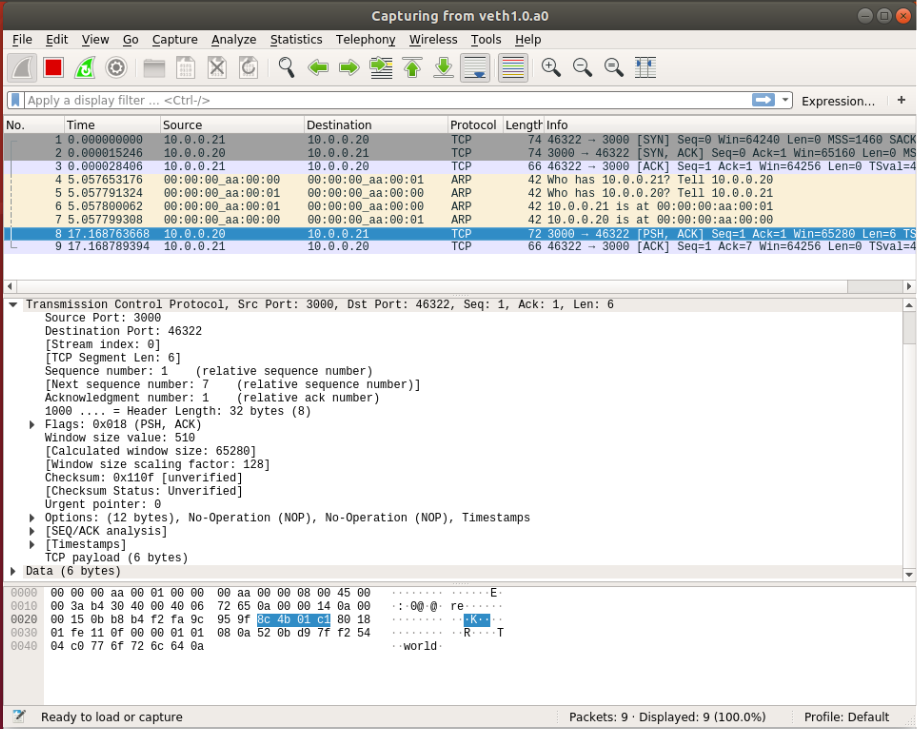 Capturing from veth1.0.a0
File Edit View Go Capture Analyze Statistics Telephony Wireless Tools Help
Apply a display filter ... <Ctrl-/> Expression... +
No. Time Source Destination Protocol Length Info
1 0.000000000 10.0.0.21 10.0.0.20 TCP 74 46322 → 3000 [SYN] Seq=0 Win=64240 Len=0 MSS=1460 SACK
2 0.000015246 10.0.0.20 10.0.0.21 TCP 74 3000 → 46322 [SYN, ACK] Seq=0 Ack=1 Win=65160 Len=0 MS
3 0.000028406 10.0.0.21 10.0.0.20 TCP 66 46322 → 3000 [ACK] Seq=1 Ack=1 Win=64256 Len=0 TSval=4
4 5.057653176 00:00:00_aa:00:00 00:00:00_aa:00:01 ARP 42 Who has 10.0.0.21? Tell 10.0.0.20
5 5.057791324 00:00:00_aa:00:01 00:00:00_aa:00:00 ARP 42 Who has 10.0.0.20? Tell 10.0.0.21
6 5.057800062 00:00:00_aa:00:01 00:00:00_aa:00:00 ARP 42 10.0.0.21 is at 00:00:00:aa:00:01
7 5.057799308 00:00:00_aa:00:00 00:00:00_aa:00:01 ARP 42 10.0.0.20 is at 00:00:00:aa:00:00
8 17.168763668 10.0.0.20 10.0.0.21 TCP 72 3000 → 46322 [PSH, ACK] Seq=1 Ack=1 Win=65280 Len=6 TS
9 17.168789394 10.0.0.21 10.0.0.20 TCP 66 46322 → 3000 [ACK] Seq=1 Ack=7 Win=64256 Len=0 TSval=4
Transmission Control Protocol, Src Port: 3000, Dst Port: 46322, Seq: 1, Ack: 1, Len: 6
Source Port: 3000
Destination Port: 46322
[Stream index: 0]
[TCP Segment Len: 6]
Sequence number: 1 (relative sequence number)
[Next sequence number: 7 (relative sequence number)]
Acknowledgment number: 1 (relative ack number)
1000 .... = Header Length: 32 bytes (8)
Flags: 0x018 (PSH, ACK)
Window size value: 510
[Calculated window size: 65280]
[Window size scaling factor: 128]
Checksum: 0x110f [unverified]
[Checksum Status: Unverified]
Urgent pointer: 0
Options: (12 bytes), No-Operation (NOP), No-Operation (NOP), Timestamps
[SEQ/ACK analysis]
[Timestamps]
TCP payload (6 bytes)
Data (6 bytes)
0000 00 00 00 aa 00 01 00 00 00 aa 00 00 08 00 45 00 ········ ······E·
0010 00 3a b4 30 40 00 40 06 72 65 0a 00 00 14 0a 00 ·:·0@·@· re······
0020 00 15 0b b8 b4 f2 fa 9c 95 9f 8c 4b 01 c1 80 18 ········ ···K····
0030 01 fe 11 0f 00 00 01 01 08 0a 52 0b d9 7f f2 54 ········ ··R····T
0040 04 c0 77 6f 72 6c 64 0a ··world·
Ready to load or capture Packets: 9 · Displayed: 9 (100.0%) Profile: Default